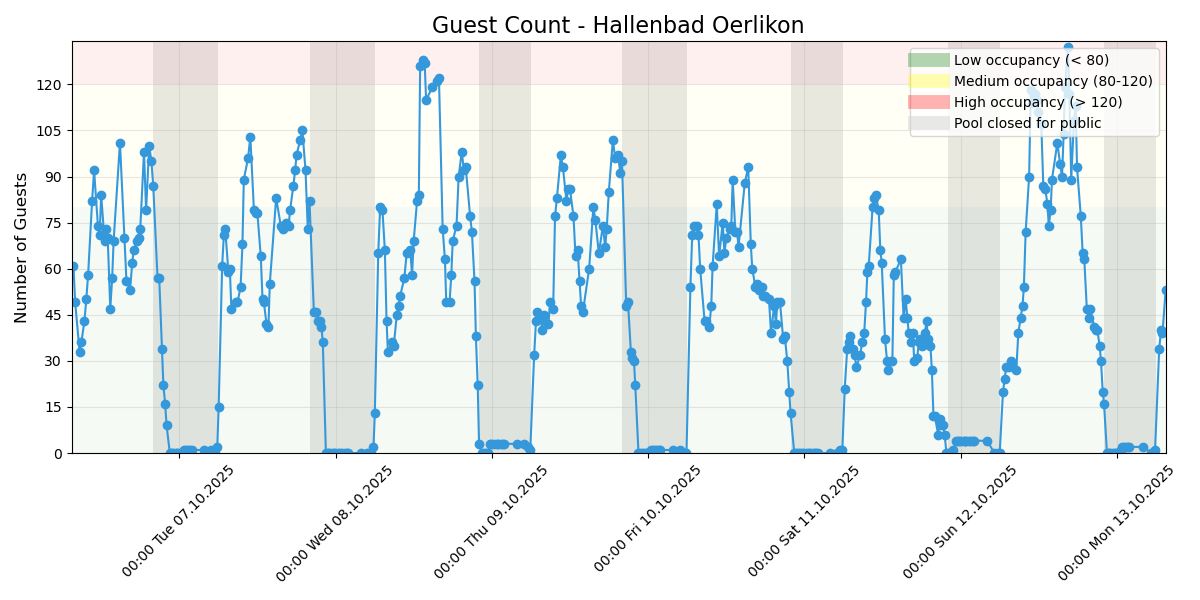 Guest Count - Hallenbad Oerlikon
Number of Guests
120
105
90
75
60
45
30
15
0
Low occupancy (< 80)
Medium occupancy (80-120)
High occupancy (> 120)
Pool closed for public
00:00 Tue 07.10.2025
00:00 Wed 08.10.2025
00:00 Thu 09.10.2025
00:00 Fri 10.10.2025
00:00 Sat 11.10.2025
00:00 Sun 12.10.2025
00:00 Mon 13.10.2025